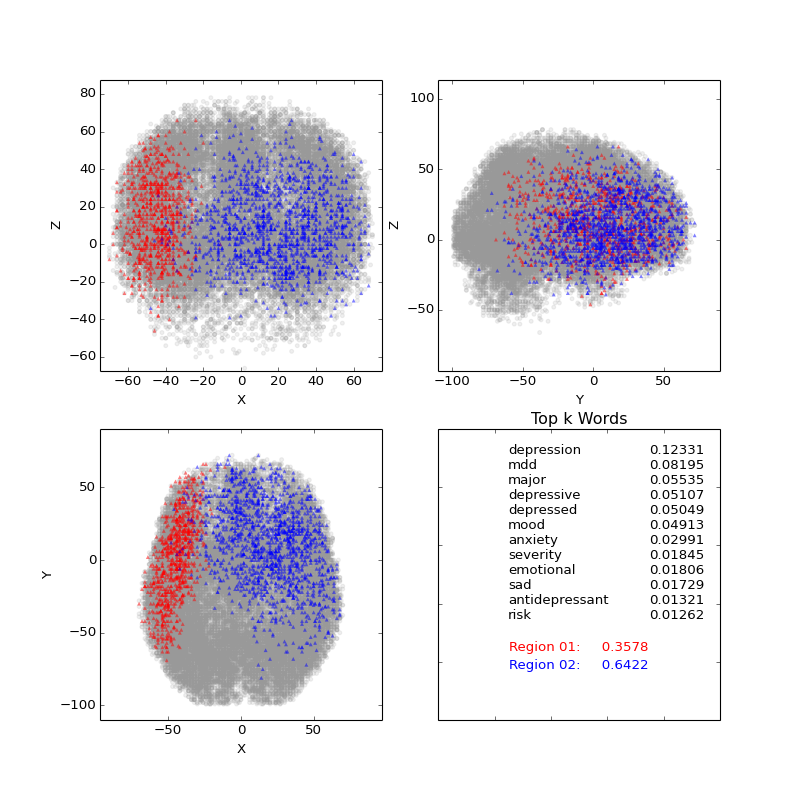 80
60
40
20
0
−20
−40
−60
Z
−60 −40 −20 0 20 40 60
X
100
50
0
−50
Z
−100 −50 0 50
Y
50
0
−50
−100
Y
−50 0 50
X
Top k Words
depression 0.12331
mdd 0.08195
major 0.05535
depressive 0.05107
depressed 0.05049
mood 0.04913
anxiety 0.02991
severity 0.01845
emotional 0.01806
sad 0.01729
antidepressant 0.01321
risk 0.01262
Region 01: 0.3578
Region 02: 0.6422